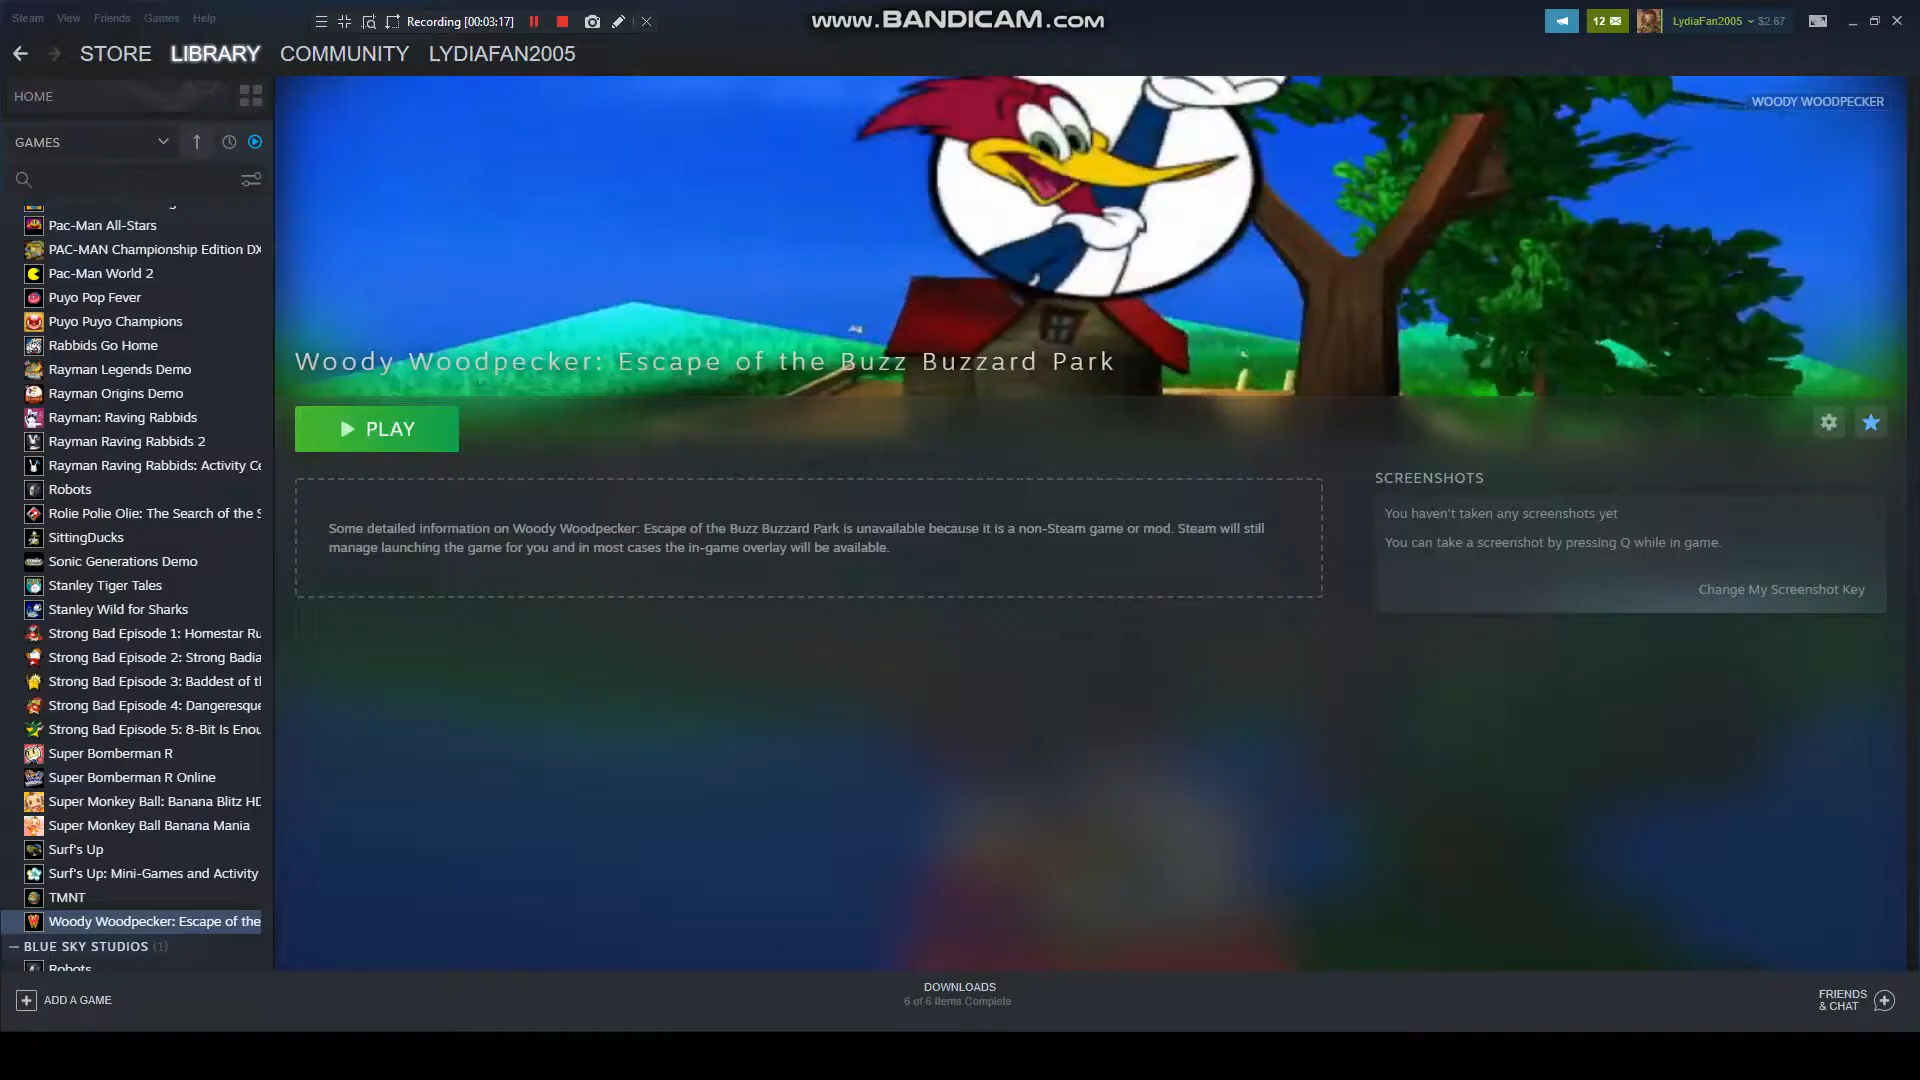 Steam View Friends Games Help
Recording [00:03:17]
www.BANDICAM.com
12
LydiaFan2005 $2.67
STORE LIBRARY COMMUNITY LYDIAFAN2005
HOME
GAMES
Pac-Man All-Stars
PAC-MAN Championship Edition DX
Pac-Man World 2
Puyo Pop Fever
Puyo Puyo Champions
Rabbids Go Home
Rayman Legends Demo
Rayman Origins Demo
Rayman: Raving Rabbids
Rayman Raving Rabbids 2
Rayman Raving Rabbids: Activity Ce
Robots
Rolie Polie Olie: The Search of the S
SittingDucks
Sonic Generations Demo
Stanley Tiger Tales
Stanley Wild for Sharks
Strong Bad Episode 1: Homestar Ru
Strong Bad Episode 2: Strong Badia
Strong Bad Episode 3: Baddest of th
Strong Bad Episode 4: Dangeresque
Strong Bad Episode 5: 8-Bit Is Enou
Super Bomberman R
Super Bomberman R Online
Super Monkey Ball: Banana Blitz HD
Super Monkey Ball Banana Mania
Surf's Up
Surf's Up: Mini-Games and Activity
TMNT
Woody Woodpecker: Escape of the
BLUE SKY STUDIOS (1)
Robots
ADD A GAME
WOODY WOODPECKER
Woody Woodpecker: Escape of the Buzz Buzzard Park
PLAY
Some detailed information on Woody Woodpecker: Escape of the Buzz Buzzard Park is unavailable because it is a non-Steam game or mod. Steam will still
manage launching the game for you and in most cases the in-game overlay will be available.
SCREENSHOTS
You haven't taken any screenshots yet
You can take a screenshot by pressing Q while in game.
Change My Screenshot Key
DOWNLOADS
6 of 6 Items Complete
FRIENDS
& CHAT